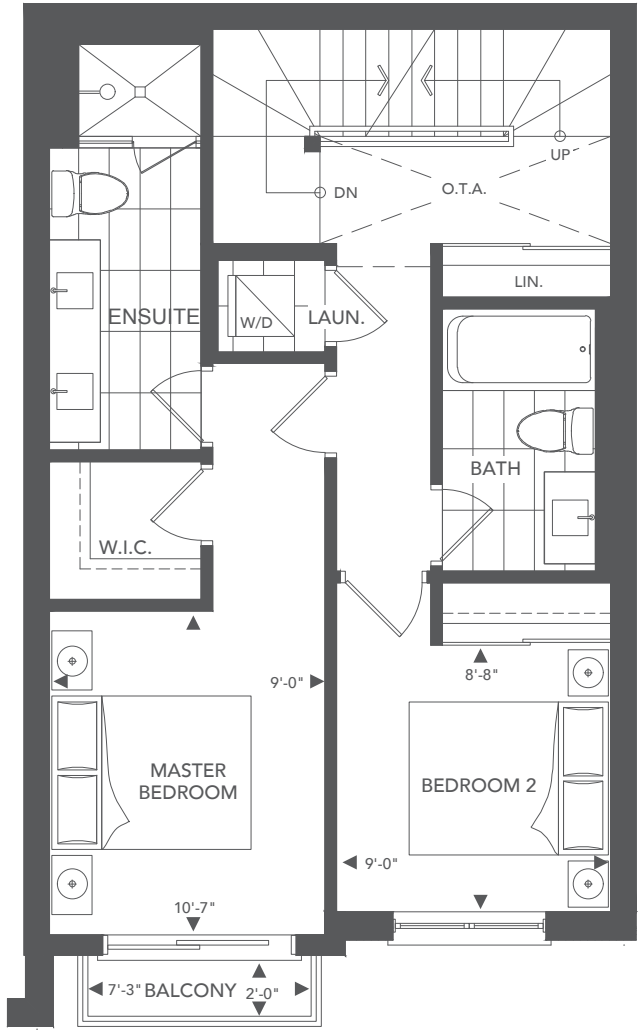 UP
DN
O.T.A.
LIN.
ENSUITE
W/D
LAUN.
BATH
W.I.C.
9'-0"
8'-8"
MASTER
BEDROOM
BEDROOM 2
9'-0"
10'-7"
7'-3"
BALCONY
2'-0"